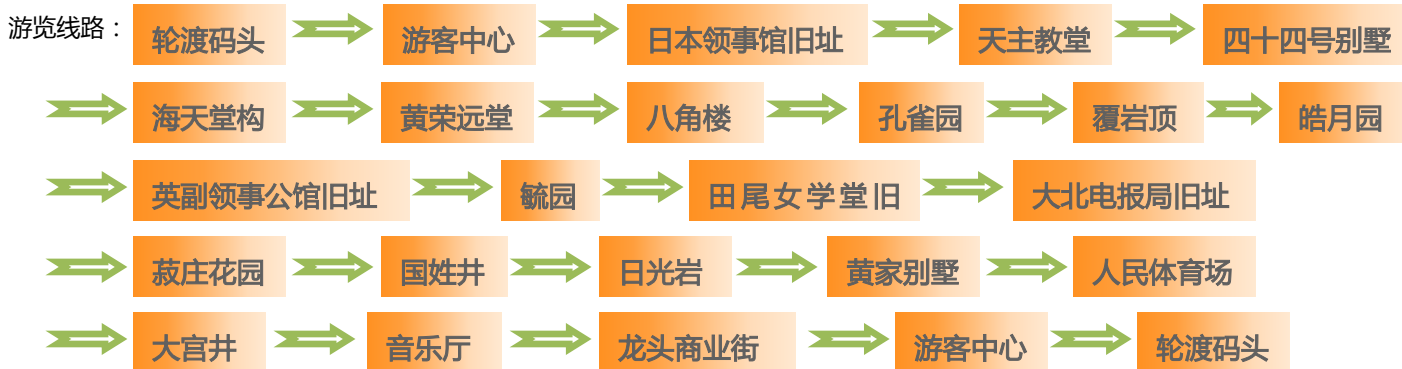 游览线路： 轮渡码头 游客中心 日本领事馆旧址 天主教堂 四十四号别墅
海天堂构 黄荣远堂 八角楼 孔雀园 覆岩顶 皓月园
英副领事公馆旧址 毓园 田尾女学堂旧 大北电报局旧址
菽庄花园 国姓井 日光岩 黄家别墅 人民体育场
大宫井 音乐厅 龙头商业街 游客中心 轮渡码头